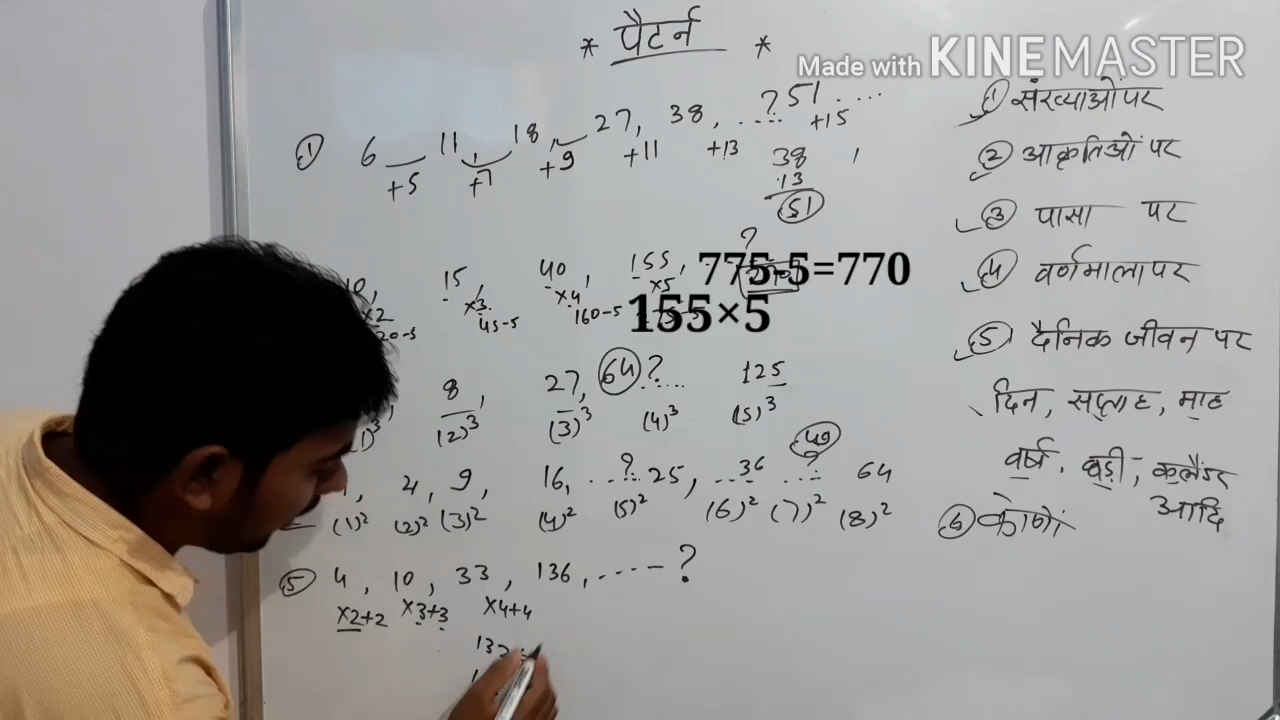 * पैटर्न *
Made with KINEMASTER
① 6 11, 18, 27, 38, ....? 51 ....
+5 +7 +9 +11 +13 +15
38
13
51
10, 15, 40, 155, ?
×2 ×3 ×4 ×5
20-5 45-5 160-5
775-5=770
155×5
8, 27, 64 ?.... 125
(2)³ (3)³ (4)³ (5)³
4, 9, 16, ....?.. 25, ...36 ...?.. 49 64
(1)² (2)² (3)² (4)² (5)² (6)² (7)² (8)²
⑤ 4, 10, 33, 136, ..... ?
×2+2 ×3+3 ×4+4
① संख्याओं पर
② आकृतिओं पर
③ पासा पर
④ वर्णमाला पर
⑤ दैनिक जीवन पर
दिन, सप्ताह, माह
वर्ष, घड़ी, कलैंडर
आदि
⑥ कोणों